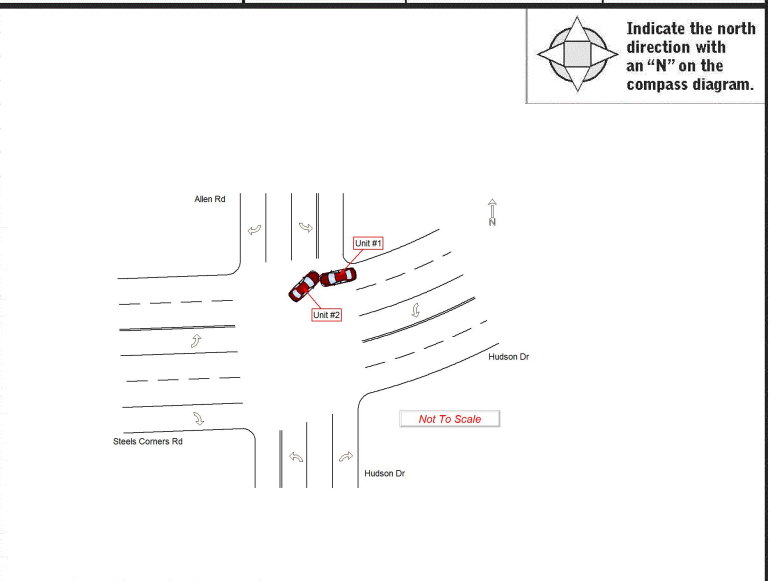 Indicate the north
direction with
an “N” on the
compass diagram.
Allen Rd
N
Unit #1
Unit #2
Hudson Dr
Not To Scale
Steels Corners Rd
Hudson Dr